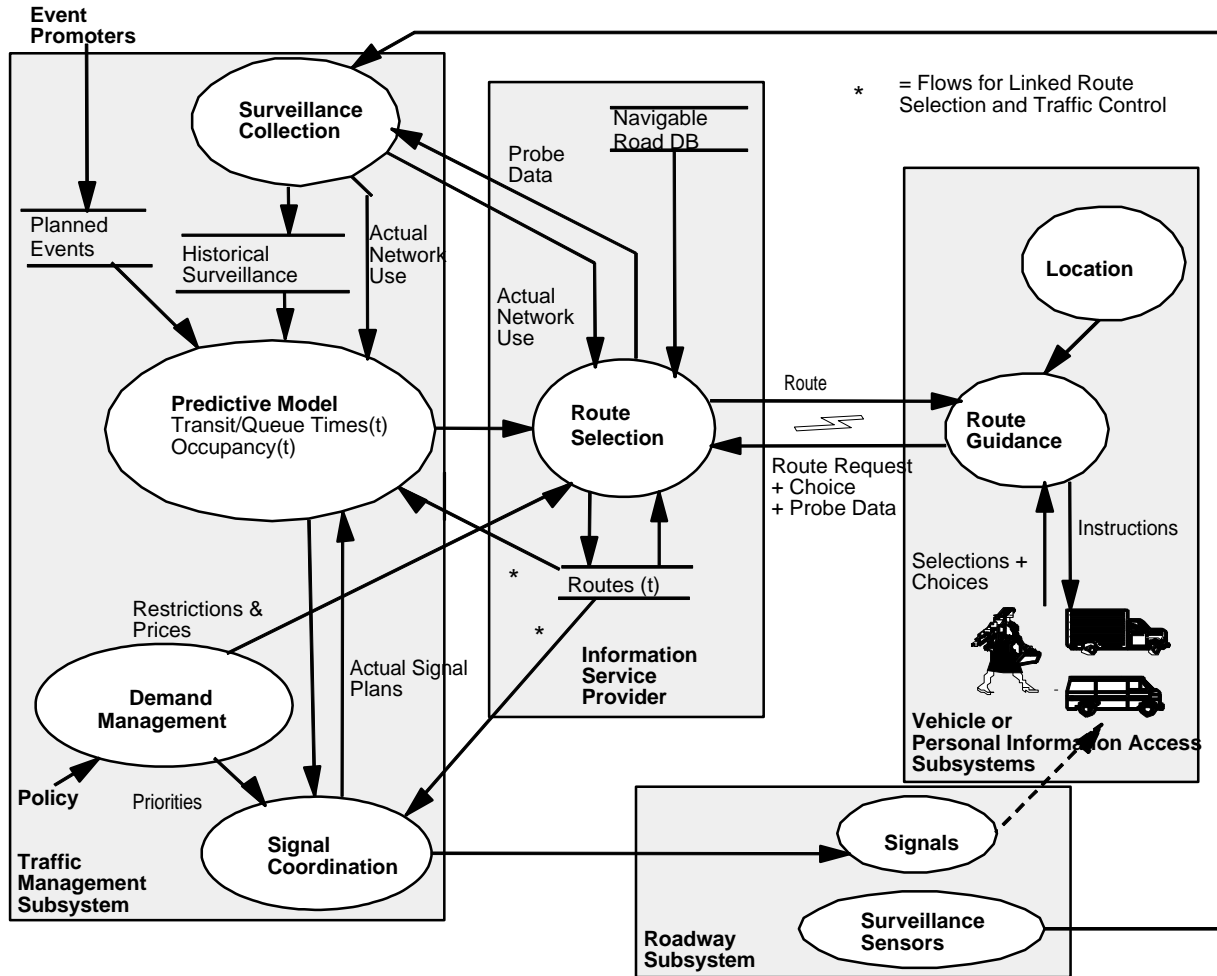 Event
Promoters
* = Flows for Linked Route
Selection and Traffic Control
Surveillance
Collection
Navigable
Road DB
Probe
Data
Planned
Events
Historical
Surveillance
Actual
Network
Use
Actual
Network
Use
Location
Predictive Model
Transit/Queue Times(t)
Occupancy(t)
Route
Selection
Route
Route
Guidance
Route Request
+ Choice
+ Probe Data
Instructions
Selections +
Choices
*
Routes (t)
*
Restrictions &
Prices
Actual Signal
Plans
Information
Service
Provider
Demand
Management
Vehicle or
Personal Information Access
Subsystems
Policy
Priorities
Signal
Coordination
Signals
Traffic
Management
Subsystem
Surveillance
Sensors
Roadway
Subsystem